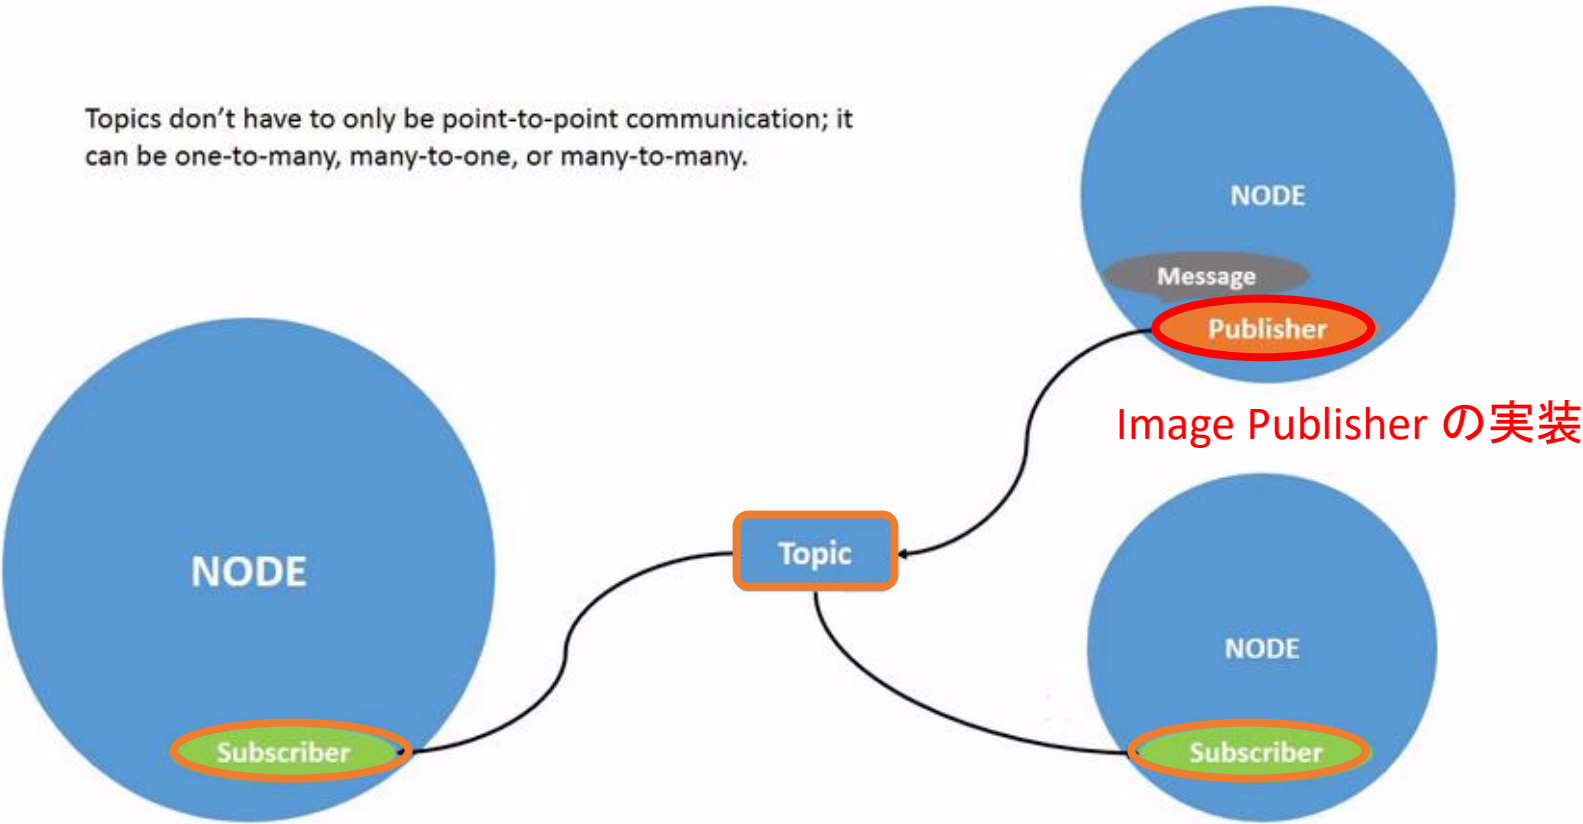 Topics don't have to only be point-to-point communication; it
can be one-to-many, many-to-one, or many-to-many.
NODE
Message
Publisher
Image Publisher の実装
Topic
NODE
NODE
Subscriber
Subscriber